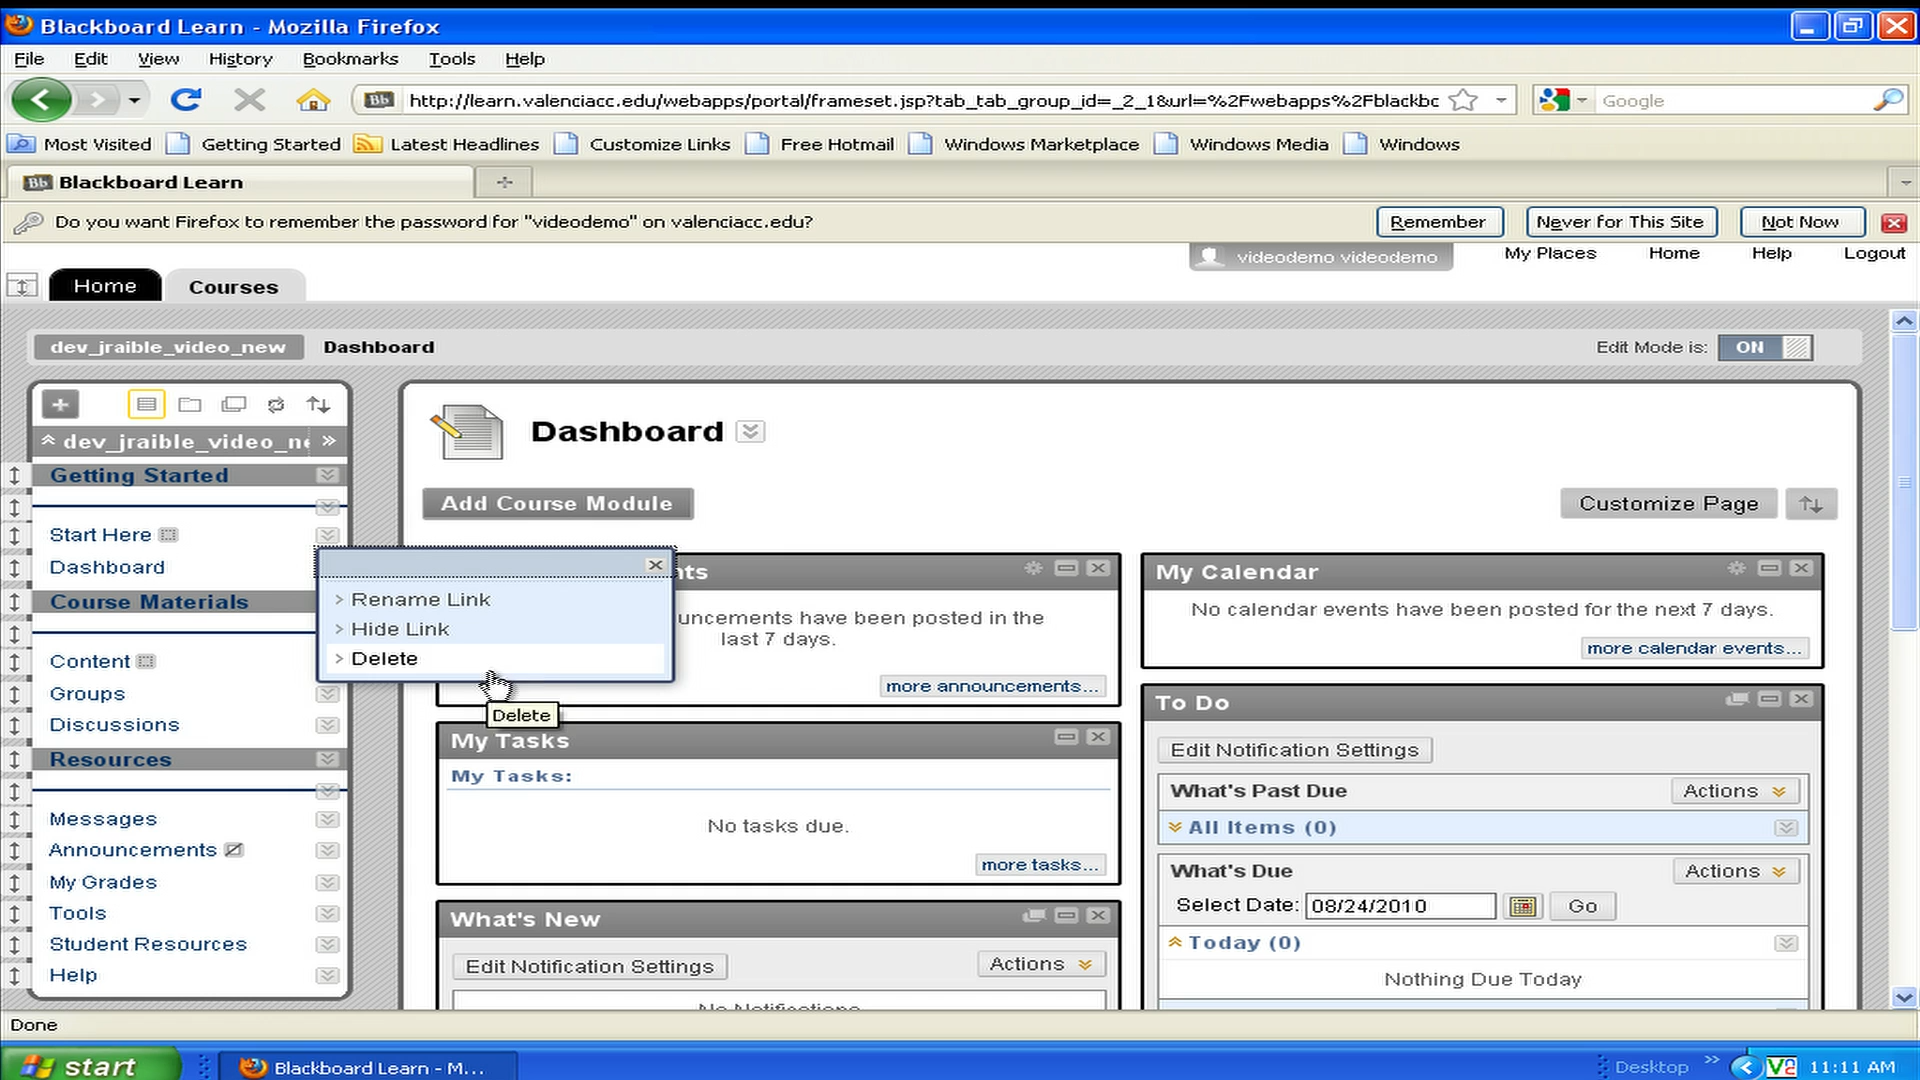 Blackboard Learn - Mozilla Firefox
File Edit View History Bookmarks Tools Help
Bb http://learn.valenciacc.edu/webapps/portal/frameset.jsp?tab_tab_group_id=_2_1&url=%2Fwebapps%2Fblackbc Google
Most Visited Getting Started Latest Headlines Customize Links Free Hotmail Windows Marketplace Windows Media Windows
Bb Blackboard Learn
Do you want Firefox to remember the password for "videodemo" on valenciacc.edu? Remember Never for This Site Not Now
videodemo videodemo My Places Home Help Logout
Home Courses
dev_jraible_video_new Dashboard Edit Mode is: ON
dev_jraible_video_ne
Getting Started
Start Here
Dashboard
Course Materials
Content
Groups
Discussions
Resources
Messages
Announcements
My Grades
Tools
Student Resources
Help
Rename Link
Hide Link
Delete
Delete
Dashboard
Add Course Module Customize Page
nts
uncements have been posted in the
last 7 days.
more announcements...
My Tasks
My Tasks:
No tasks due.
more tasks...
What's New
Edit Notification Settings Actions
No Notifications
My Calendar
No calendar events have been posted for the next 7 days.
more calendar events...
To Do
Edit Notification Settings
What's Past Due Actions
All Items (0)
What's Due Actions
Select Date: 08/24/2010 Go
Today (0)
Nothing Due Today
Done
start Blackboard Learn - M... Desktop 11:11 AM